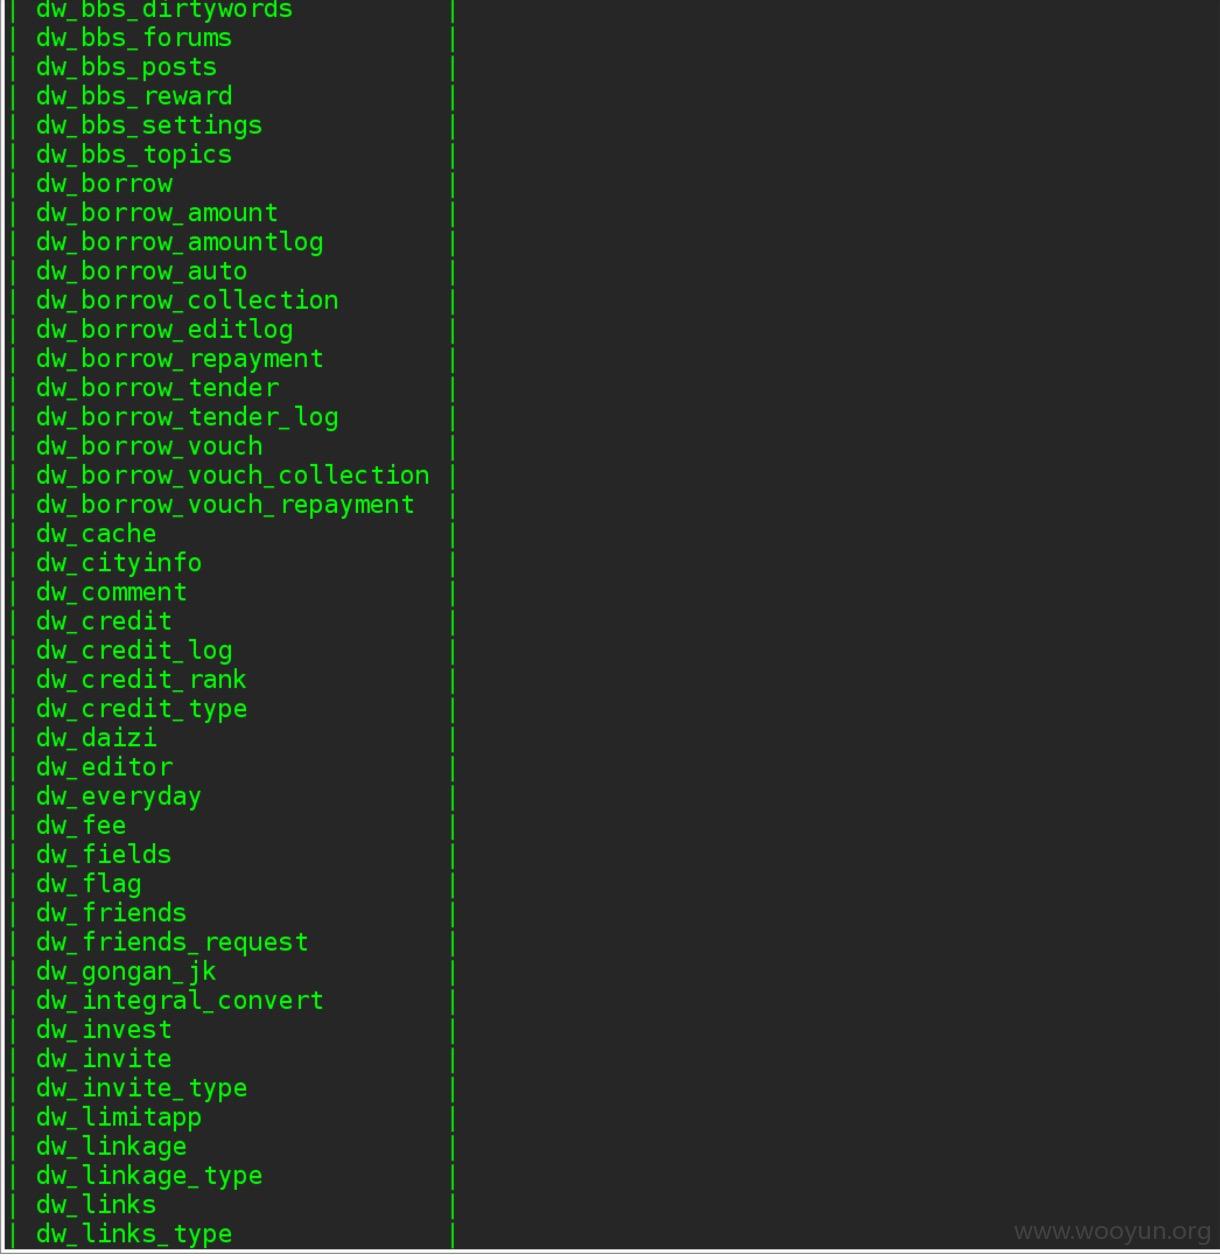 | dw_bbs_dirtywords |
| dw_bbs_forums |
| dw_bbs_posts |
| dw_bbs_reward |
| dw_bbs_settings |
| dw_bbs_topics |
| dw_borrow |
| dw_borrow_amount |
| dw_borrow_amountlog |
| dw_borrow_auto |
| dw_borrow_collection |
| dw_borrow_editlog |
| dw_borrow_repayment |
| dw_borrow_tender |
| dw_borrow_tender_log |
| dw_borrow_vouch |
| dw_borrow_vouch_collection |
| dw_borrow_vouch_repayment |
| dw_cache |
| dw_cityinfo |
| dw_comment |
| dw_credit |
| dw_credit_log |
| dw_credit_rank |
| dw_credit_type |
| dw_daizi |
| dw_editor |
| dw_everyday |
| dw_fee |
| dw_fields |
| dw_flag |
| dw_friends |
| dw_friends_request |
| dw_gongan_jk |
| dw_integral_convert |
| dw_invest |
| dw_invite |
| dw_invite_type |
| dw_limitapp |
| dw_linkage |
| dw_linkage_type |
| dw_links |
| dw_links_type |
www.wooyun.org